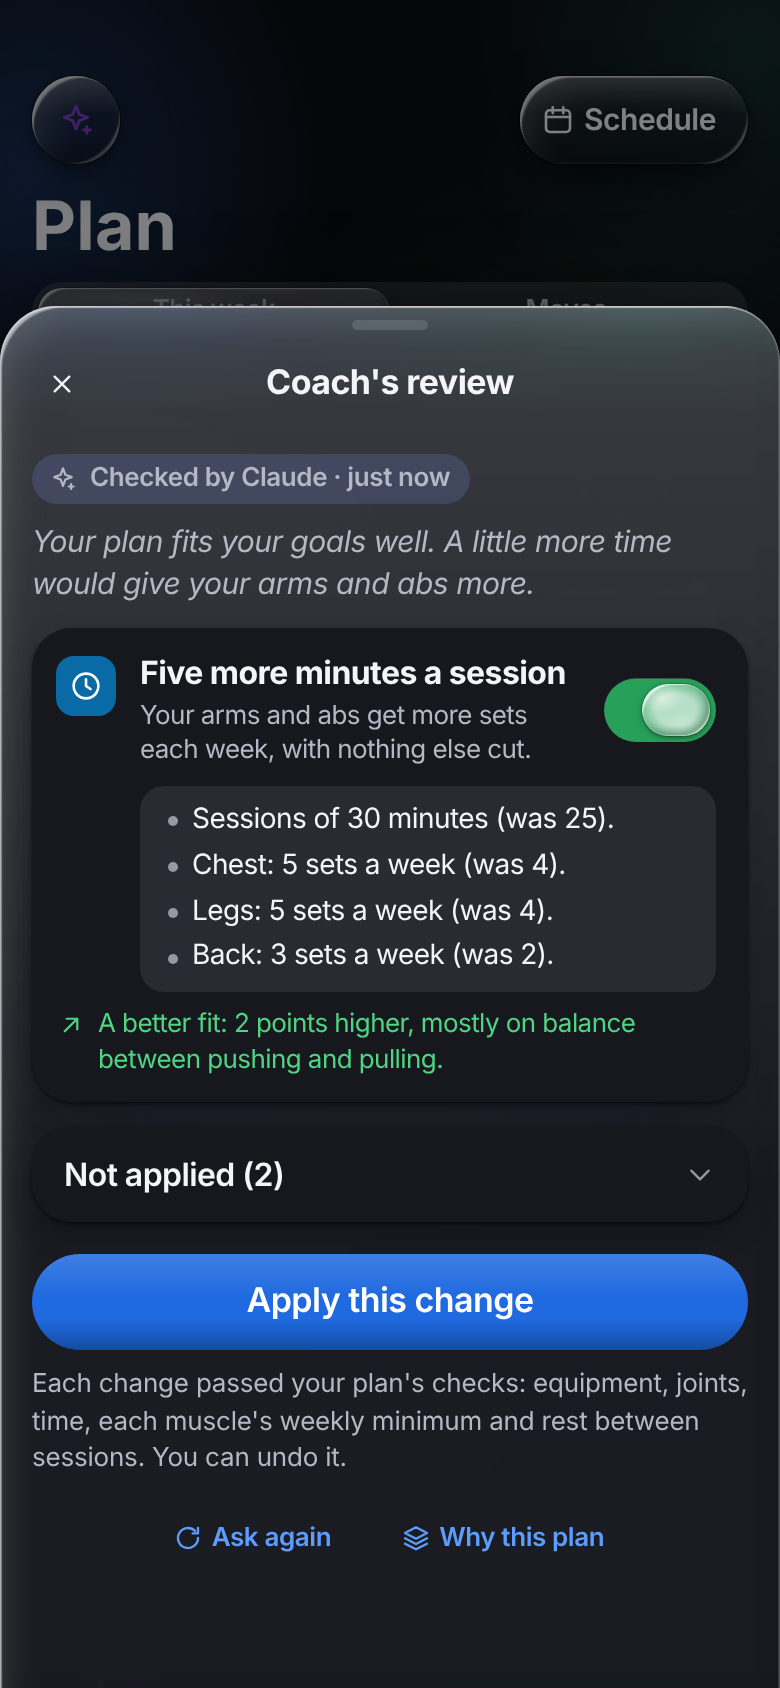 Schedule
Plan
This week
Moves
Coach's review
Checked by Claude · just now
Your plan fits your goals well. A little more time
would give your arms and abs more.
Five more minutes a session
Your arms and abs get more sets
each week, with nothing else cut.
Sessions of 30 minutes (was 25).
Chest: 5 sets a week (was 4).
Legs: 5 sets a week (was 4).
Back: 3 sets a week (was 2).
A better fit: 2 points higher, mostly on balance
between pushing and pulling.
Not applied (2)
Apply this change
Each change passed your plan's checks: equipment, joints,
time, each muscle's weekly minimum and rest between
sessions. You can undo it.
Ask again
Why this plan